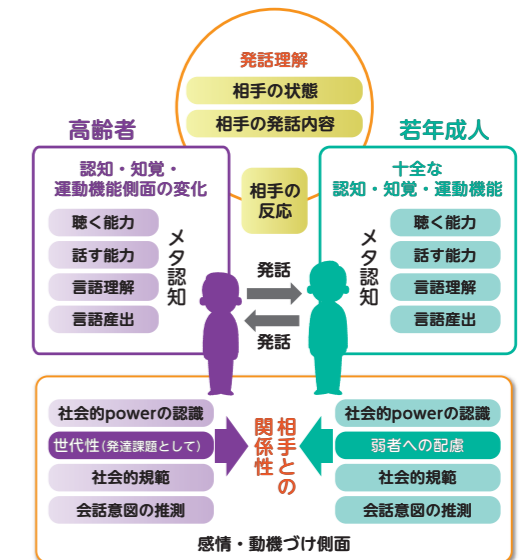 発話理解
相手の状態
相手の発話内容
高齢者
若年成人
認知・知覚・
運動機能側面の変化
聴く能力
話す能力
言語理解
言語産出
メタ認知
相手の
反応
十全な
認知・知覚・運動機能
メタ認知
聴く能力
話す能力
言語理解
言語産出
発話
発話
社会的powerの認識
世代性(発達課題として)
社会的規範
会話意図の推測
相手との
関係性
社会的powerの認識
弱者への配慮
社会的規範
会話意図の推測
感情・動機づけ側面